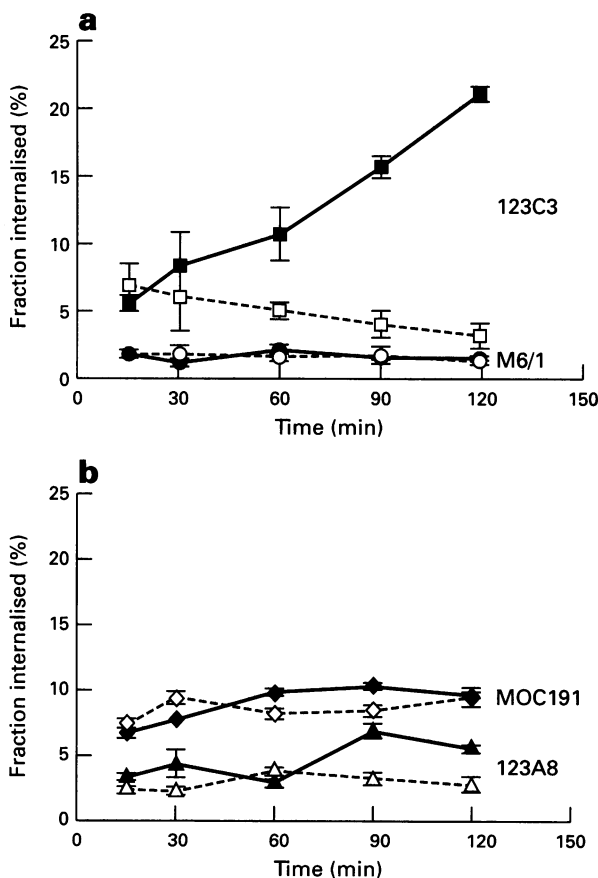 a
25
20
15
10
5
0
Fraction internalised (%)
123C3
M6/1
0 30 60 90 120 150
Time (min)
b
25
20
15
10
5
0
Fraction internalised (%)
MOC191
123A8
0 30 60 90 120 150
Time (min)